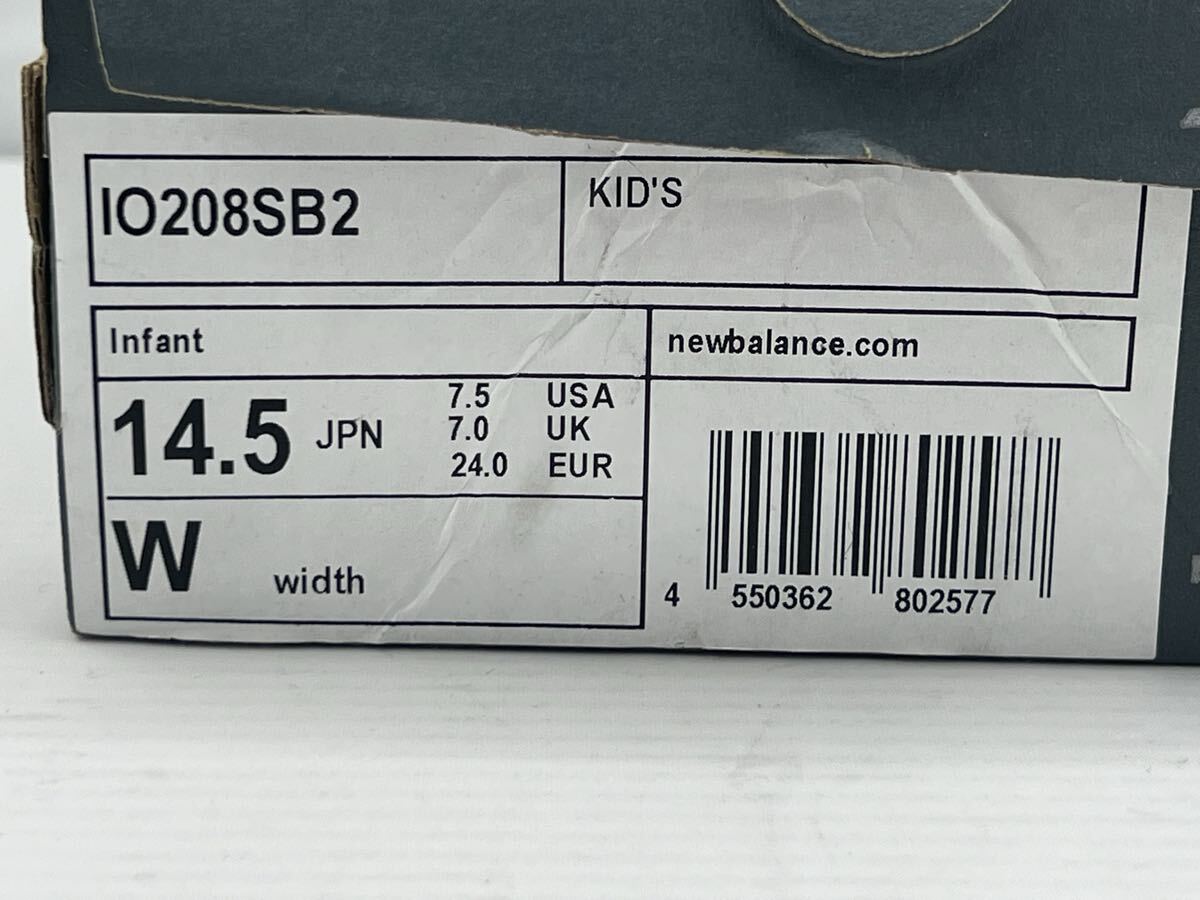 IO208SB2
KID'S
Infant
newbalance.com
14.5 JPN
7.5 USA
7.0 UK
24.0 EUR
W width
4 550362 802577